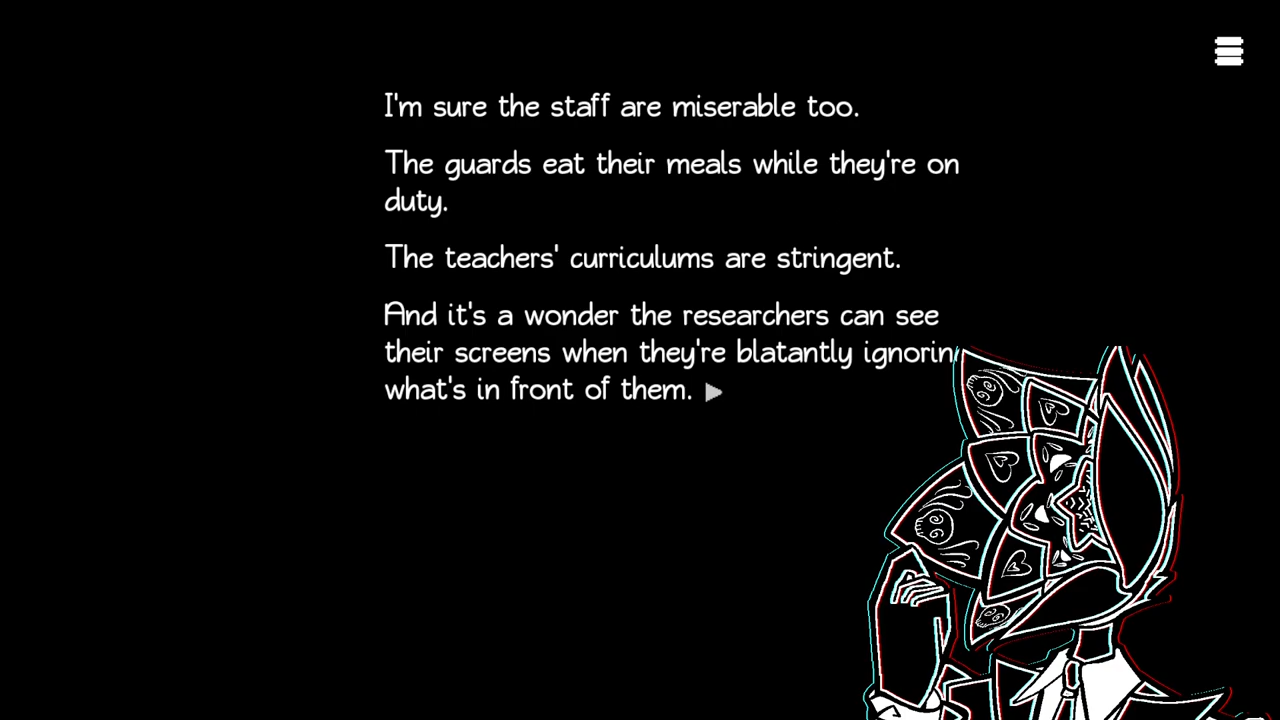 I'm sure the staff are miserable too.
The guards eat their meals while they're on
duty.
The teachers' curriculums are stringent.
And it's a wonder the researchers can see
their screens when they're blatantly ignorin
what's in front of them.